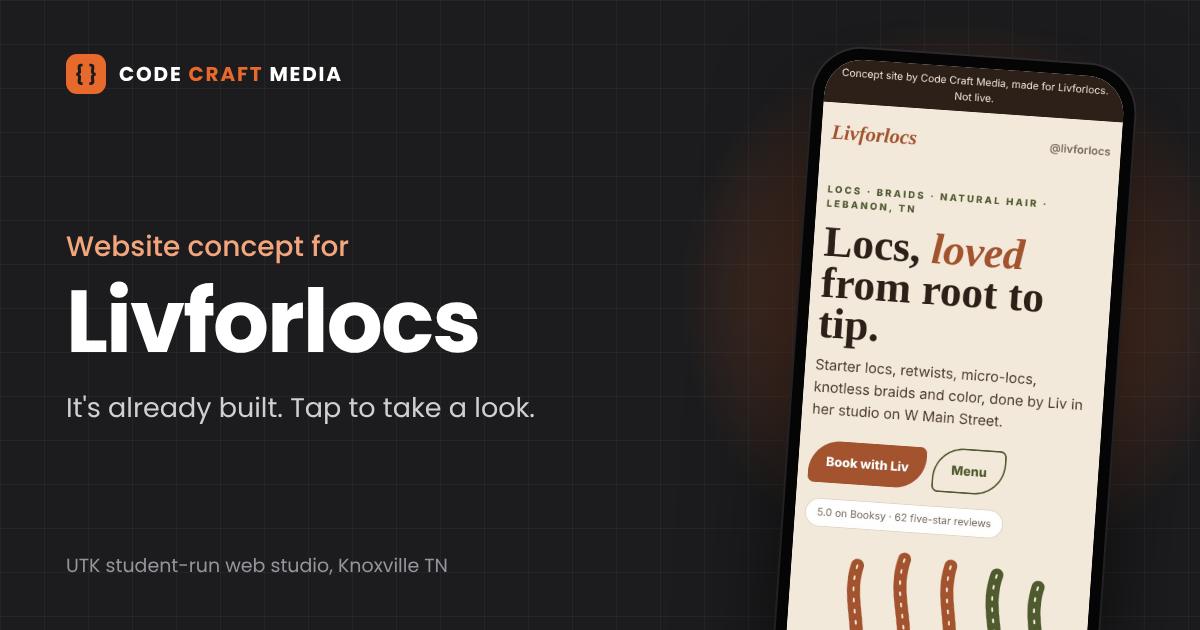 { } CODE CRAFT MEDIA
Website concept for
Livforlocs
It's already built. Tap to take a look.
UTK student-run web studio, Knoxville TN
Concept site by Code Craft Media, made for Livforlocs.
Not live.
Livforlocs
@livforlocs
LOCS · BRAIDS · NATURAL HAIR ·
LEBANON, TN
Locs, loved
from root to
tip.
Starter locs, retwists, micro-locs,
knotless braids and color, done by Liv in
her studio on W Main Street.
Book with Liv
Menu
5.0 on Booksy · 62 five-star reviews